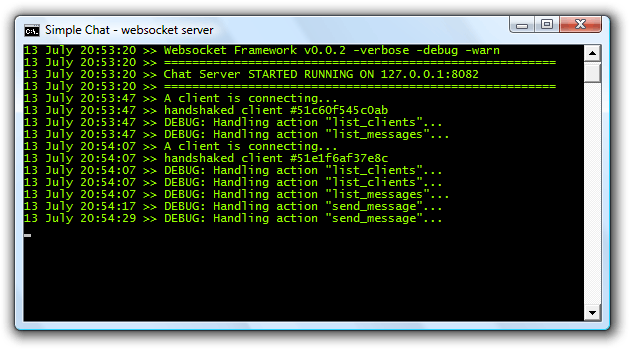 Simple Chat - websocket server
13 July 20:53:20 >> Websocket Framework v0.0.2 -verbose -debug -warn
13 July 20:53:20 >> ======================================================
13 July 20:53:20 >> Chat Server STARTED RUNNING ON 127.0.0.1:8082
13 July 20:53:20 >> ======================================================
13 July 20:53:47 >> A client is connecting...
13 July 20:53:47 >> handshaked client #51c60f545c0ab
13 July 20:53:47 >> DEBUG: Handling action "list_clients"...
13 July 20:53:47 >> DEBUG: Handling action "list_messages"...
13 July 20:54:07 >> A client is connecting...
13 July 20:54:07 >> handshaked client #51e1f6af37e8c
13 July 20:54:07 >> DEBUG: Handling action "list_clients"...
13 July 20:54:07 >> DEBUG: Handling action "list_clients"...
13 July 20:54:07 >> DEBUG: Handling action "list_messages"...
13 July 20:54:17 >> DEBUG: Handling action "send_message"...
13 July 20:54:29 >> DEBUG: Handling action "send_message"...